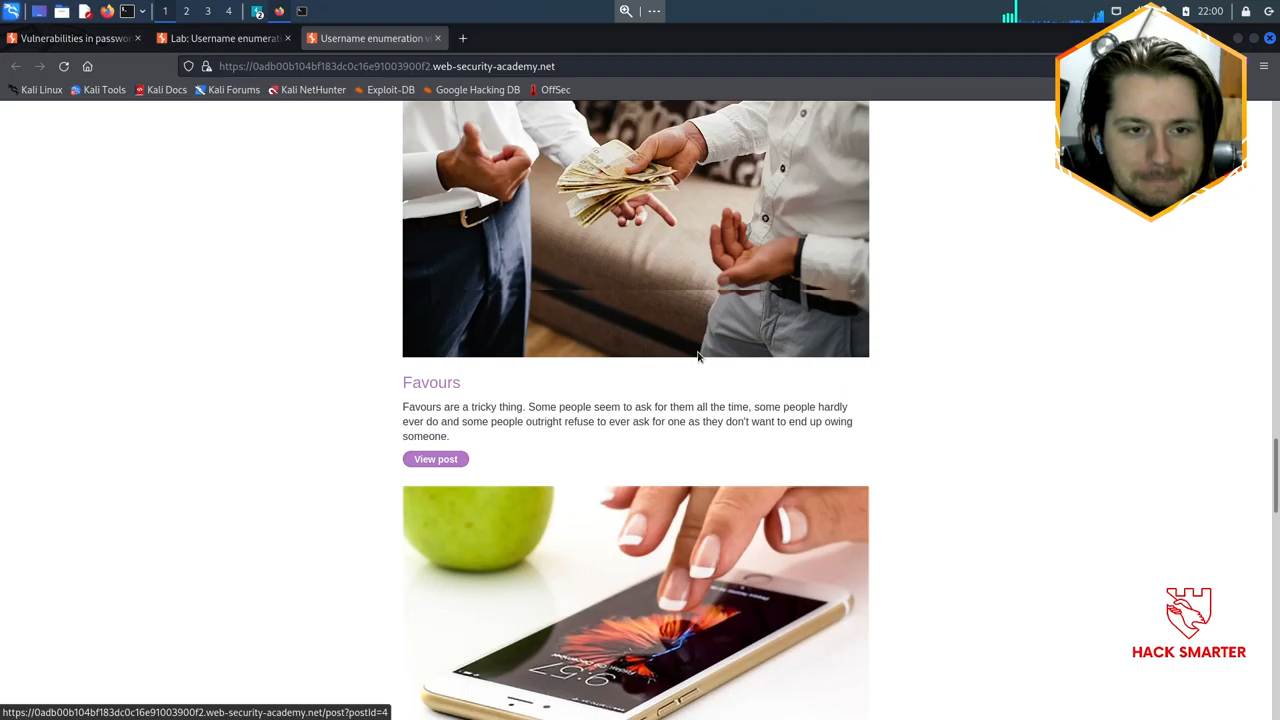 1 2 3 4
2
22:00
Vulnerabilities in passwo
Lab: Username enumerat
Username enumeration v
https://0adb00b104bf183dc0c16e91003900f2.web-security-academy.net
Kali Linux
Kali Tools
Kali Docs
Kali Forums
Kali NetHunter
Exploit-DB
Google Hacking DB
OffSec
Favours
Favours are a tricky thing. Some people seem to ask for them all the time, some people hardly
ever do and some people outright refuse to ever ask for one as they don't want to end up owing
someone.
View post
9:57
HACK SMARTER
https://0adb00b104bf183dc0c16e91003900f2.web-security-academy.net/post?postId=4